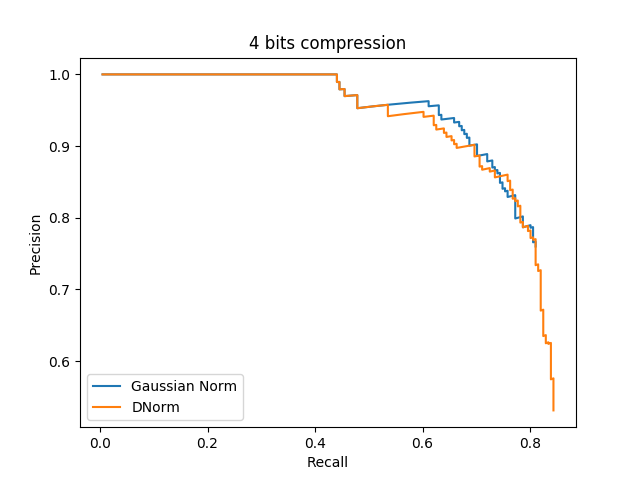 4 bits compression
1.0
0.9
0.8
0.7
0.6
Precision
Gaussian Norm
DNorm
0.0 0.2 0.4 0.6 0.8
Recall